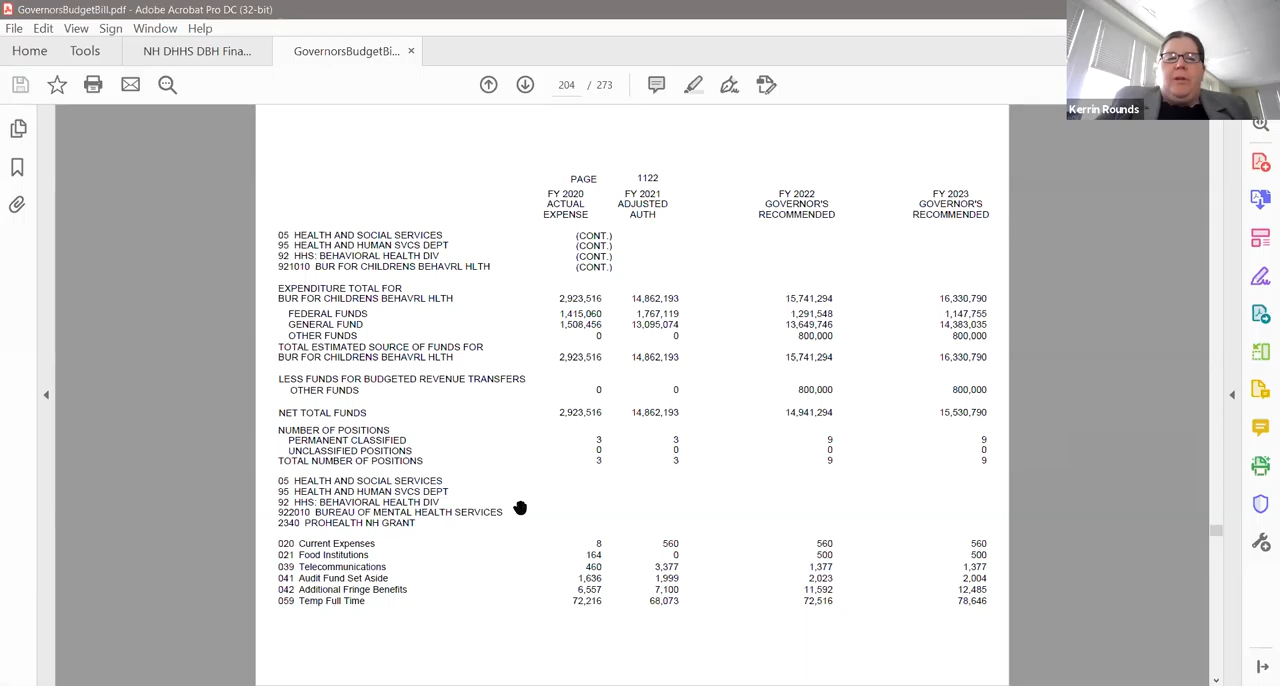 GovernorsBudgetBill.pdf - Adobe Acrobat Pro DC (32-bit)
File Edit View Sign Window Help
Home Tools NH DHHS DBH Fina... GovernorsBudgetBi... ×
204 / 273
Kerrin Rounds
PAGE 1122
FY 2020 FY 2021 FY 2022 FY 2023
ACTUAL ADJUSTED GOVERNOR'S GOVERNOR'S
EXPENSE AUTH RECOMMENDED RECOMMENDED
05 HEALTH AND SOCIAL SERVICES (CONT.)
95 HEALTH AND HUMAN SVCS DEPT (CONT.)
92 HHS: BEHAVIORAL HEALTH DIV (CONT.)
921010 BUR FOR CHILDRENS BEHAVRL HLTH (CONT.)
EXPENDITURE TOTAL FOR
BUR FOR CHILDRENS BEHAVRL HLTH 2,923,516 14,862,193 15,741,294 16,330,790
FEDERAL FUNDS 1,415,060 1,767,119 1,291,548 1,147,755
GENERAL FUND 1,508,456 13,095,074 13,649,746 14,383,035
OTHER FUNDS 0 0 800,000 800,000
TOTAL ESTIMATED SOURCE OF FUNDS FOR
BUR FOR CHILDRENS BEHAVRL HLTH 2,923,516 14,862,193 15,741,294 16,330,790
LESS FUNDS FOR BUDGETED REVENUE TRANSFERS
OTHER FUNDS 0 0 800,000 800,000
NET TOTAL FUNDS 2,923,516 14,862,193 14,941,294 15,530,790
NUMBER OF POSITIONS
PERMANENT CLASSIFIED 3 3 9 9
UNCLASSIFIED POSITIONS 0 0 0 0
TOTAL NUMBER OF POSITIONS 3 3 9 9
05 HEALTH AND SOCIAL SERVICES
95 HEALTH AND HUMAN SVCS DEPT
92 HHS: BEHAVIORAL HEALTH DIV
922010 BUREAU OF MENTAL HEALTH SERVICES
2340 PROHEALTH NH GRANT
020 Current Expenses 8 560 560 560
021 Food Institutions 164 0 500 500
039 Telecommunications 460 3,377 1,377 1,377
041 Audit Fund Set Aside 1,636 1,999 2,023 2,004
042 Additional Fringe Benefits 6,557 7,100 11,592 12,485
059 Temp Full Time 72,216 68,073 72,516 78,646